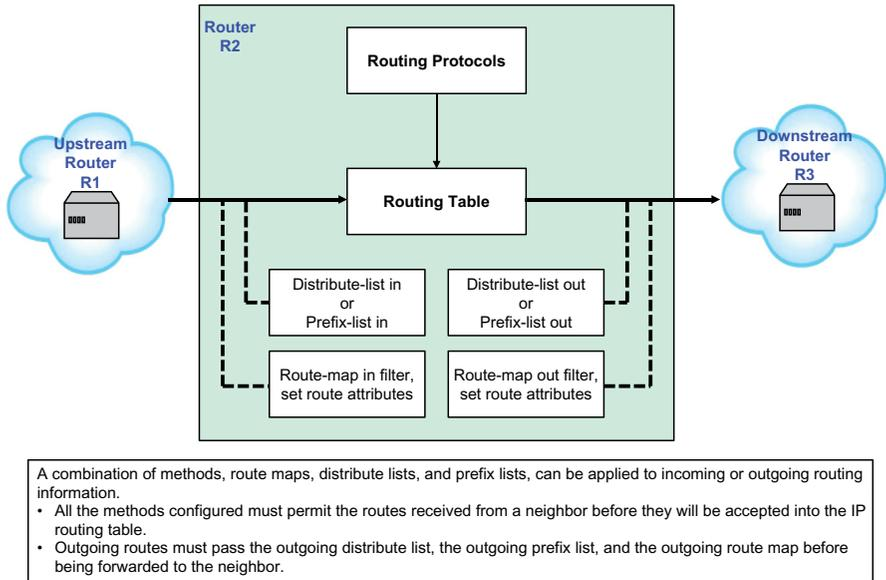 Router
R2
Routing Protocols
Upstream
Router
R1
Downstream
Router
R3
Routing Table
Distribute-list in
or
Prefix-list in
Distribute-list out
or
Prefix-list out
Route-map in filter,
set route attributes
Route-map out filter,
set route attributes
A combination of methods, route maps, distribute lists, and prefix lists, can be applied to incoming or outgoing routing
information.
• All the methods configured must permit the routes received from a neighbor before they will be accepted into the IP
routing table.
• Outgoing routes must pass the outgoing distribute list, the outgoing prefix list, and the outgoing route map before
being forwarded to the neighbor.